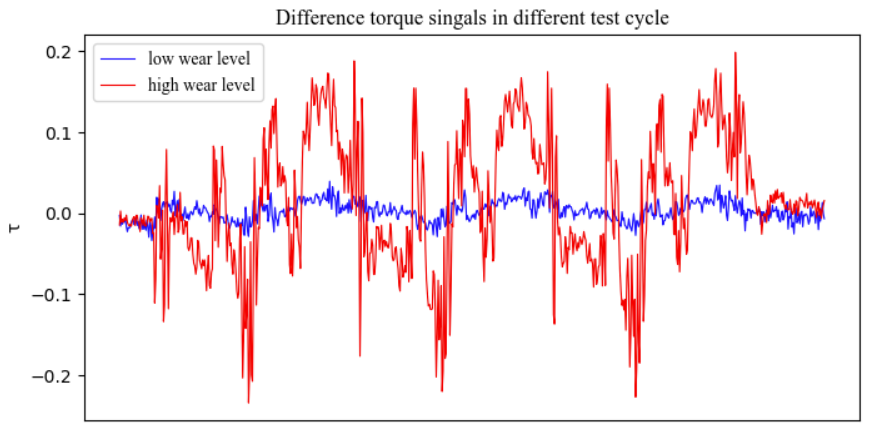 Difference torque singals in different test cycle
low wear level
high wear level
0.2
0.1
0.0
−0.1
−0.2
τ